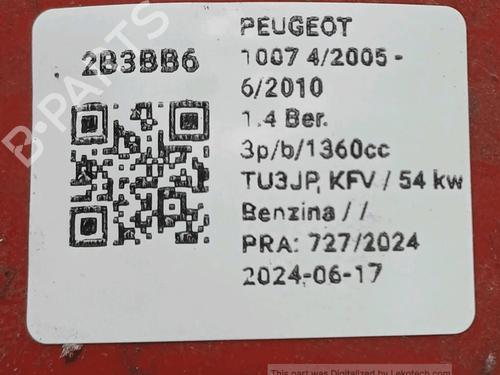 2B3BB6
PEUGEOT
1007 4/2005 -
6/2010
1.4 Ber.
3p/b/1360cc
TU3JP, KFV / 54 kw
Benzina / /
PRA: 727/2024
2024-06-17
B-PARTS
This part was Digitalized by Lekotech.com